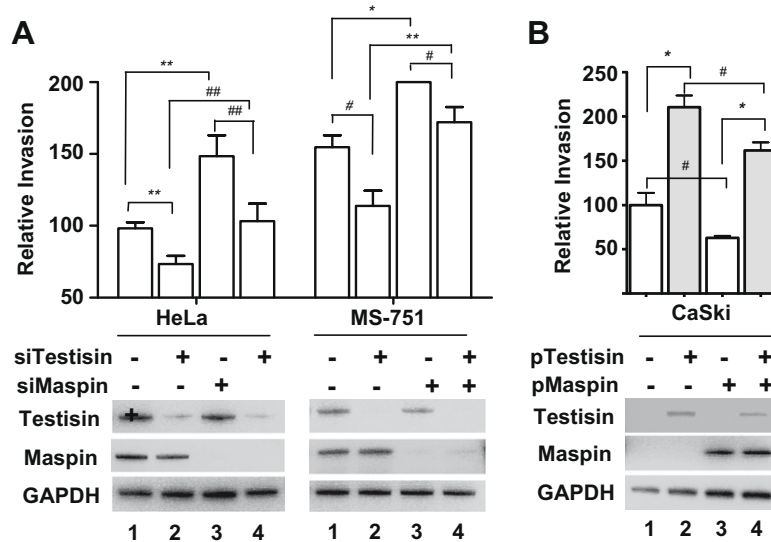 A
Relative Invasion
200
150
100
50
**
**
##
##
*
**
#
#
HeLa
MS-751
siTestisin - + - + - + - +
siMaspin - - + - - + +
Testisin +
Maspin
GAPDH
1 2 3 4 1 2 3 4
B
Relative Invasion
250
200
150
100
50
*
#
*
#
CaSki
pTestisin - + - +
pMaspin - - + +
Testisin
Maspin
GAPDH
1 2 3 4